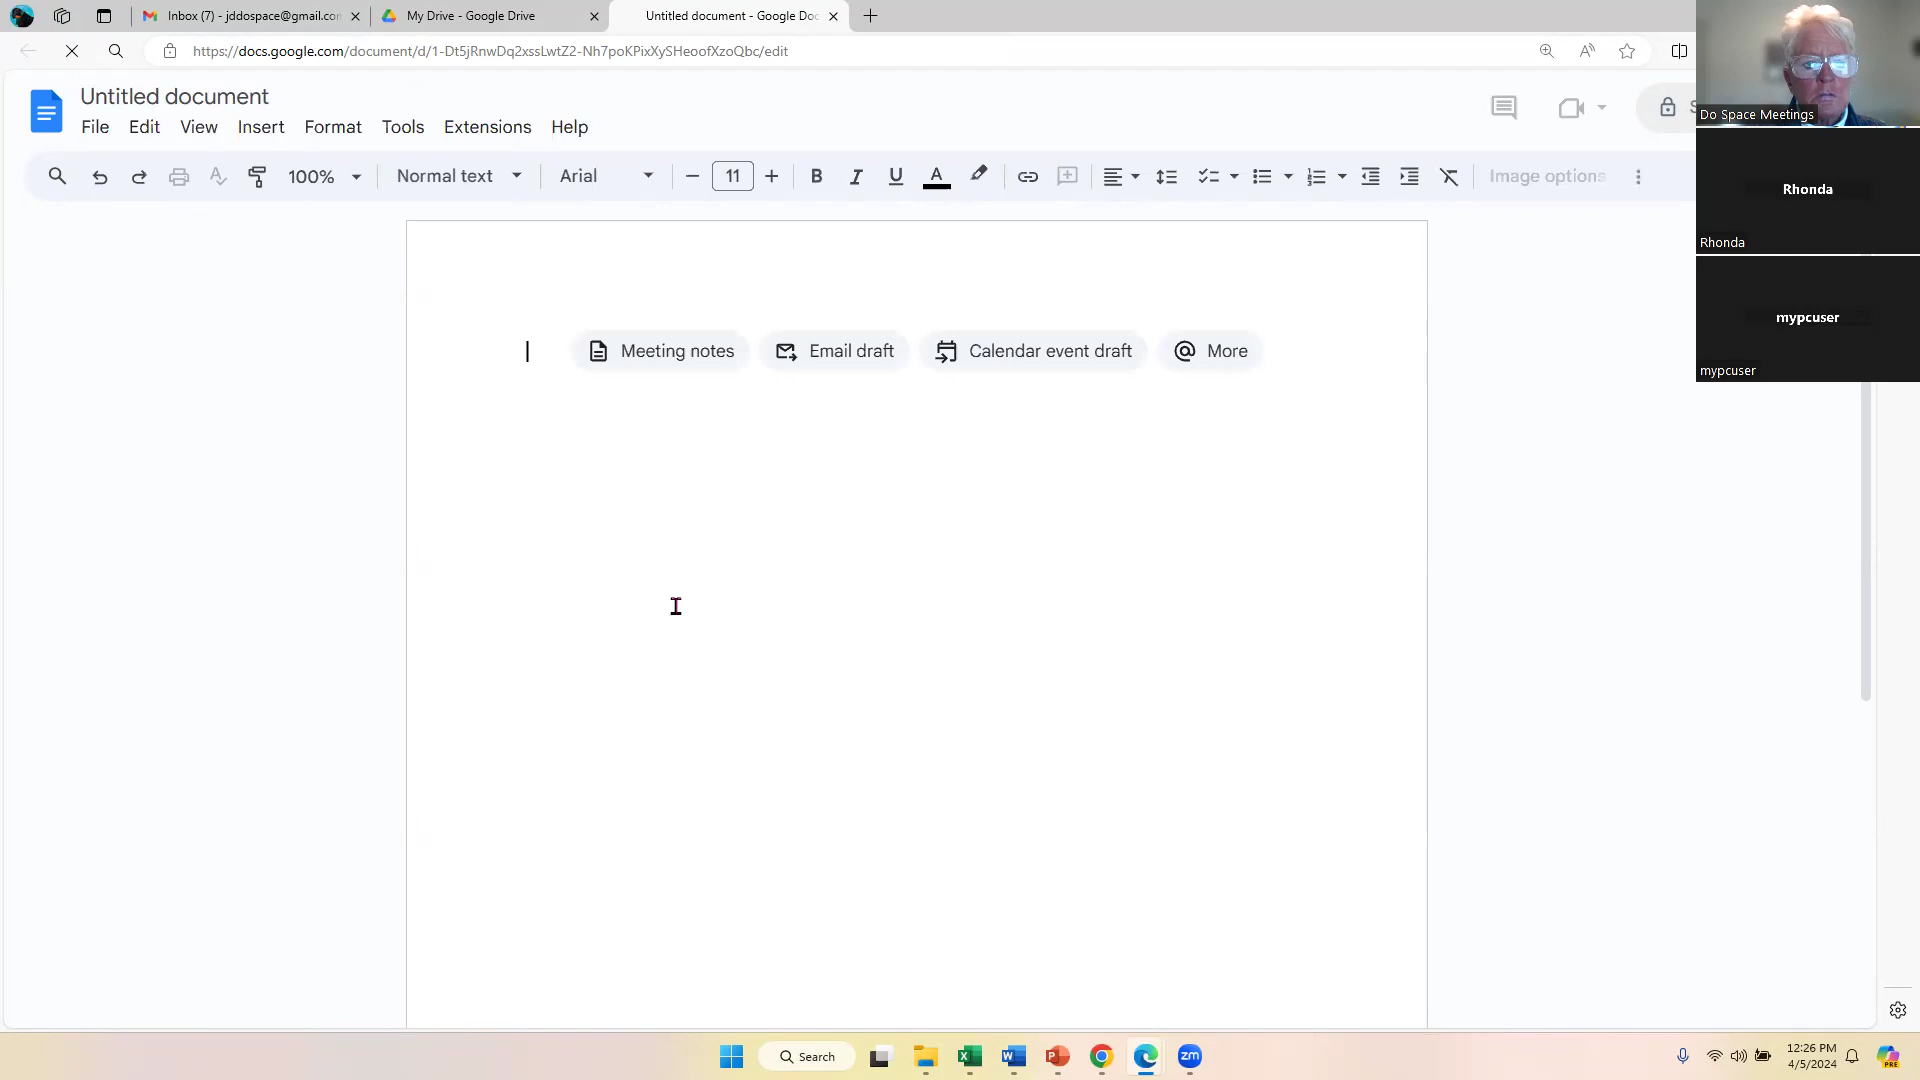 Inbox (7) - jddospace@gmail.con
My Drive - Google Drive
Untitled document - Google Doc
https://docs.google.com/document/d/1-Dt5jRnwDq2xssLwtZ2-Nh7poKPixXySHeoofXzoQbc/edit
Untitled document
File Edit View Insert Format Tools Extensions Help
100% Normal text Arial 11 Image options
Meeting notes Email draft Calendar event draft More
Do Space Meetings
Rhonda
Rhonda
mypcuser
mypcuser
Search
12:26 PM
4/5/2024